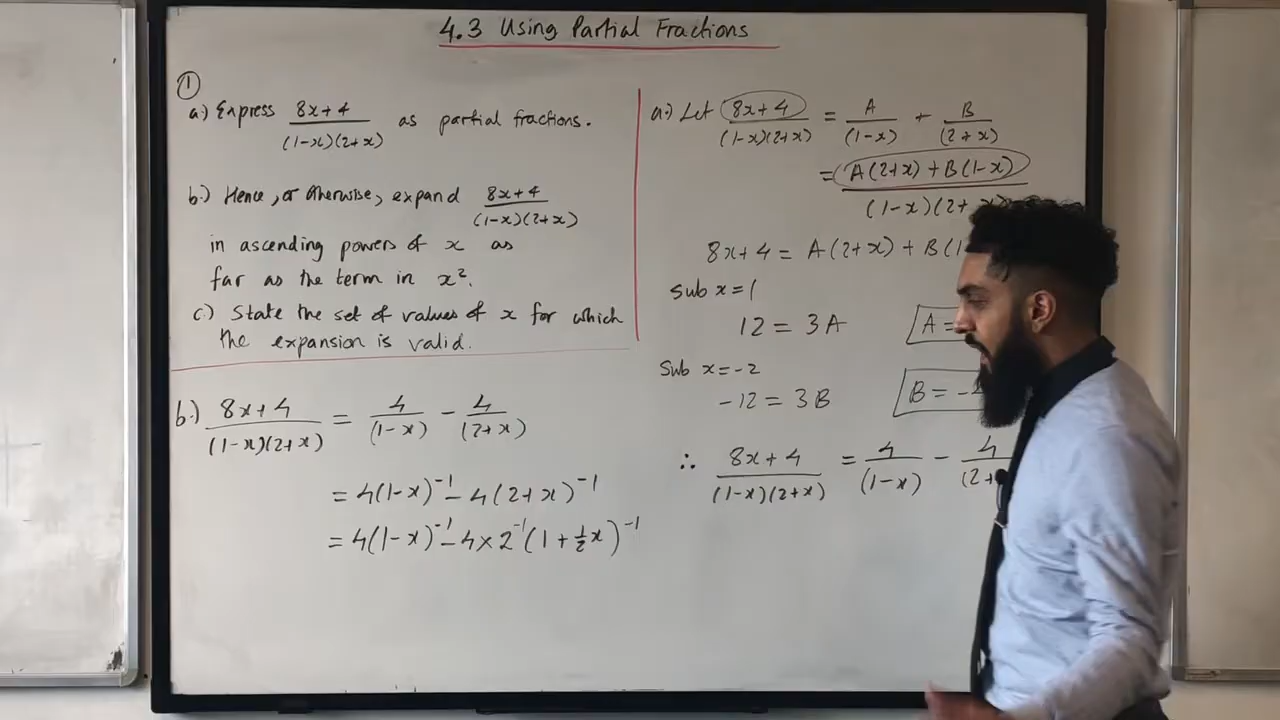 4.3 Using Partial Fractions
①
a.) Express (8x+4)/((1-x)(2+x)) as partial fractions.
b.) Hence, or otherwise, expand (8x+4)/((1-x)(2+x))
in ascending powers of x as
far as the term in x².
c.) State the set of values of x for which
the expansion is valid.
b.) (8x+4)/((1-x)(2+x)) = 4/(1-x) - 4/(2+x)
= 4(1-x)⁻¹ - 4(2+x)⁻¹
= 4(1-x)⁻¹ - 4×2⁻¹(1+½x)⁻¹
a.) Let (8x+4)/((1-x)(2+x)) = A/(1-x) + B/(2+x)
= (A(2+x)+B(1-x))/((1-x)(2+
8x+4 = A(2+x) + B(1
Sub x=1
12 = 3A
A=
Sub x=-2
-12 = 3B
B=-4
∴ (8x+4)/((1-x)(2+x)) = 4/(1-x) - 4/(2+